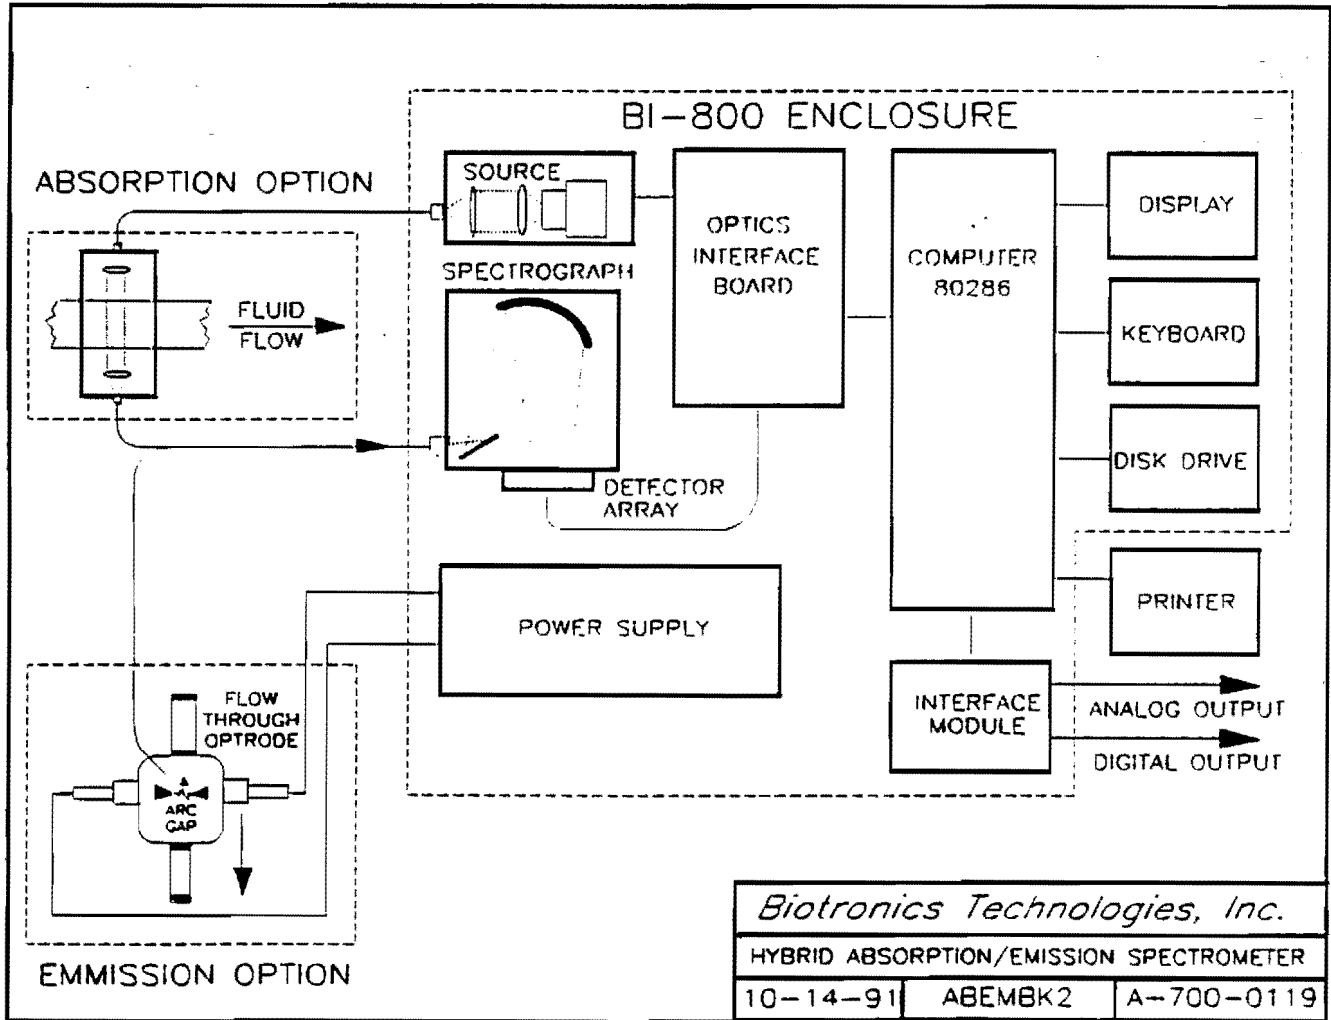 BI-800 ENCLOSURE
ABSORPTION OPTION
FLUID
FLOW
SOURCE
SPECTROGRAPH
DETECTOR
ARRAY
OPTICS
INTERFACE
BOARD
COMPUTER
80286
DISPLAY
KEYBOARD
DISK DRIVE
PRINTER
POWER SUPPLY
INTERFACE
MODULE
ANALOG OUTPUT
DIGITAL OUTPUT
FLOW
THROUGH
OPTRODE
ARC
GAP
EMMISSION OPTION
Biotronics Technologies, Inc.
HYBRID ABSORPTION/EMISSION SPECTROMETER
10-14-91 ABEMBK2 A-700-0119